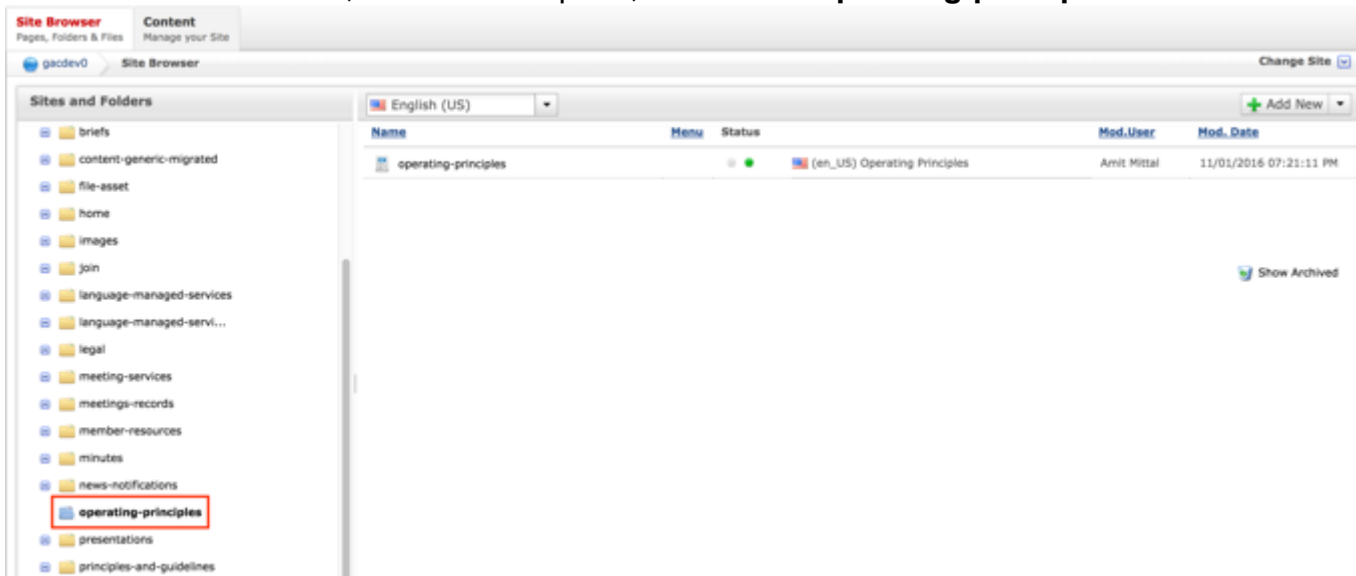 Site Browser
Pages, Folders & Files
Content
Manage your Site
gacdev0
Site Browser
Change Site
Sites and Folders
English (US)
Add New
briefs
content-generic-migrated
file-asset
home
images
join
language-managed-services
language-managed-servi...
legal
meeting-services
meetings-records
member-resources
minutes
news-notifications
operating-principles
presentations
principles-and-guidelines
Name Menu Status Mod.User Mod. Date
operating-principles (en_US) Operating Principles Amit Mittal 11/01/2016 07:21:11 PM
Show Archived